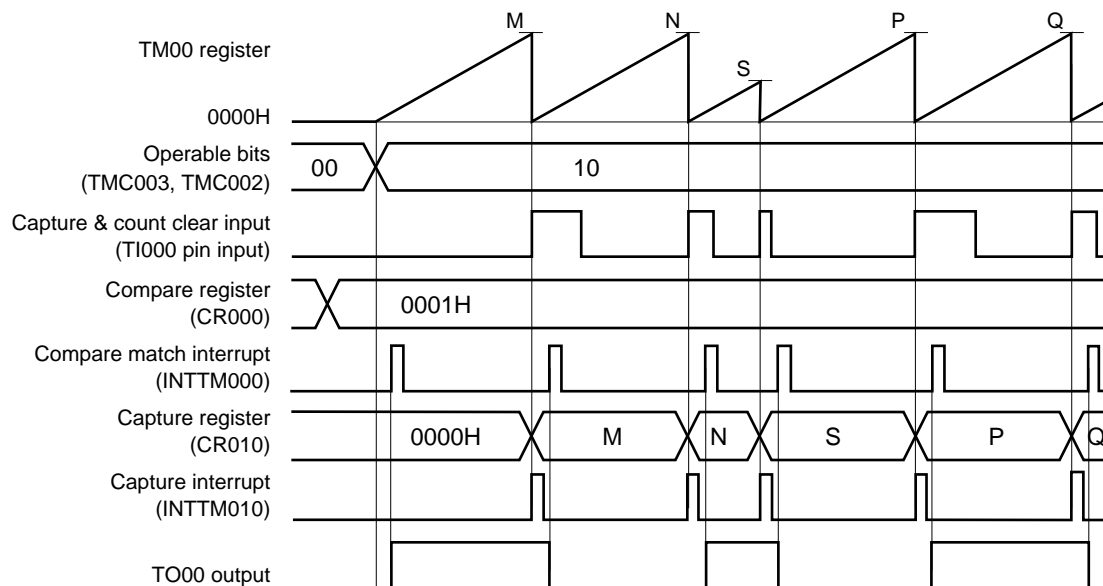 M N S P Q
TM00 register
0000H
Operable bits
(TMC003, TMC002)
00 10
Capture & count clear input
(TI000 pin input)
Compare register
(CR000)
0001H
Compare match interrupt
(INTTM000)
Capture register
(CR010)
0000H M N S P Q
Capture interrupt
(INTTM010)
TO00 output